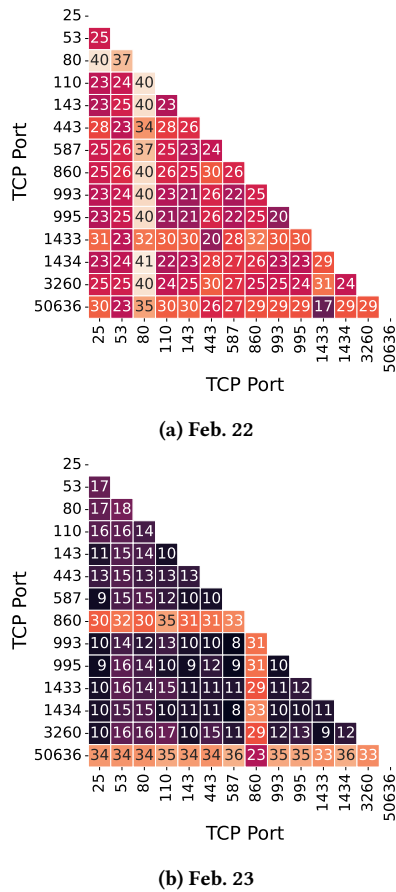 25
53 25
80 40 37
110 23 24 40
143 23 25 40 23
443 28 23 34 28 26
587 25 26 37 25 23 24
860 25 26 40 26 25 30 26
993 23 24 40 23 21 26 22 25
995 23 25 40 21 21 26 22 25 20
1433 31 23 32 30 30 20 28 32 30 30
1434 23 24 41 22 23 28 27 26 23 23 29
3260 25 25 40 24 25 30 27 25 25 24 31 24
50636 30 23 35 30 30 26 27 29 29 29 17 29 29
TCP Port
25 53 80 110 143 443 587 860 993 995 1433 1434 3260 50636
TCP Port
(a) Feb. 22
25
53 17
80 17 18
110 16 16 14
143 11 15 14 10
443 13 15 13 13 13
587 9 15 15 12 10 10
860 30 32 30 35 31 31 33
993 10 14 12 13 10 10 8 31
995 9 16 14 10 9 12 9 31 10
1433 10 16 14 15 11 11 11 29 11 12
1434 10 15 15 10 11 11 8 33 10 10 11
3260 10 16 16 17 10 15 11 29 12 13 9 12
50636 34 34 34 35 34 34 36 23 35 35 33 36 33
TCP Port
25 53 80 110 143 443 587 860 993 995 1433 1434 3260 50636
TCP Port
(b) Feb. 23